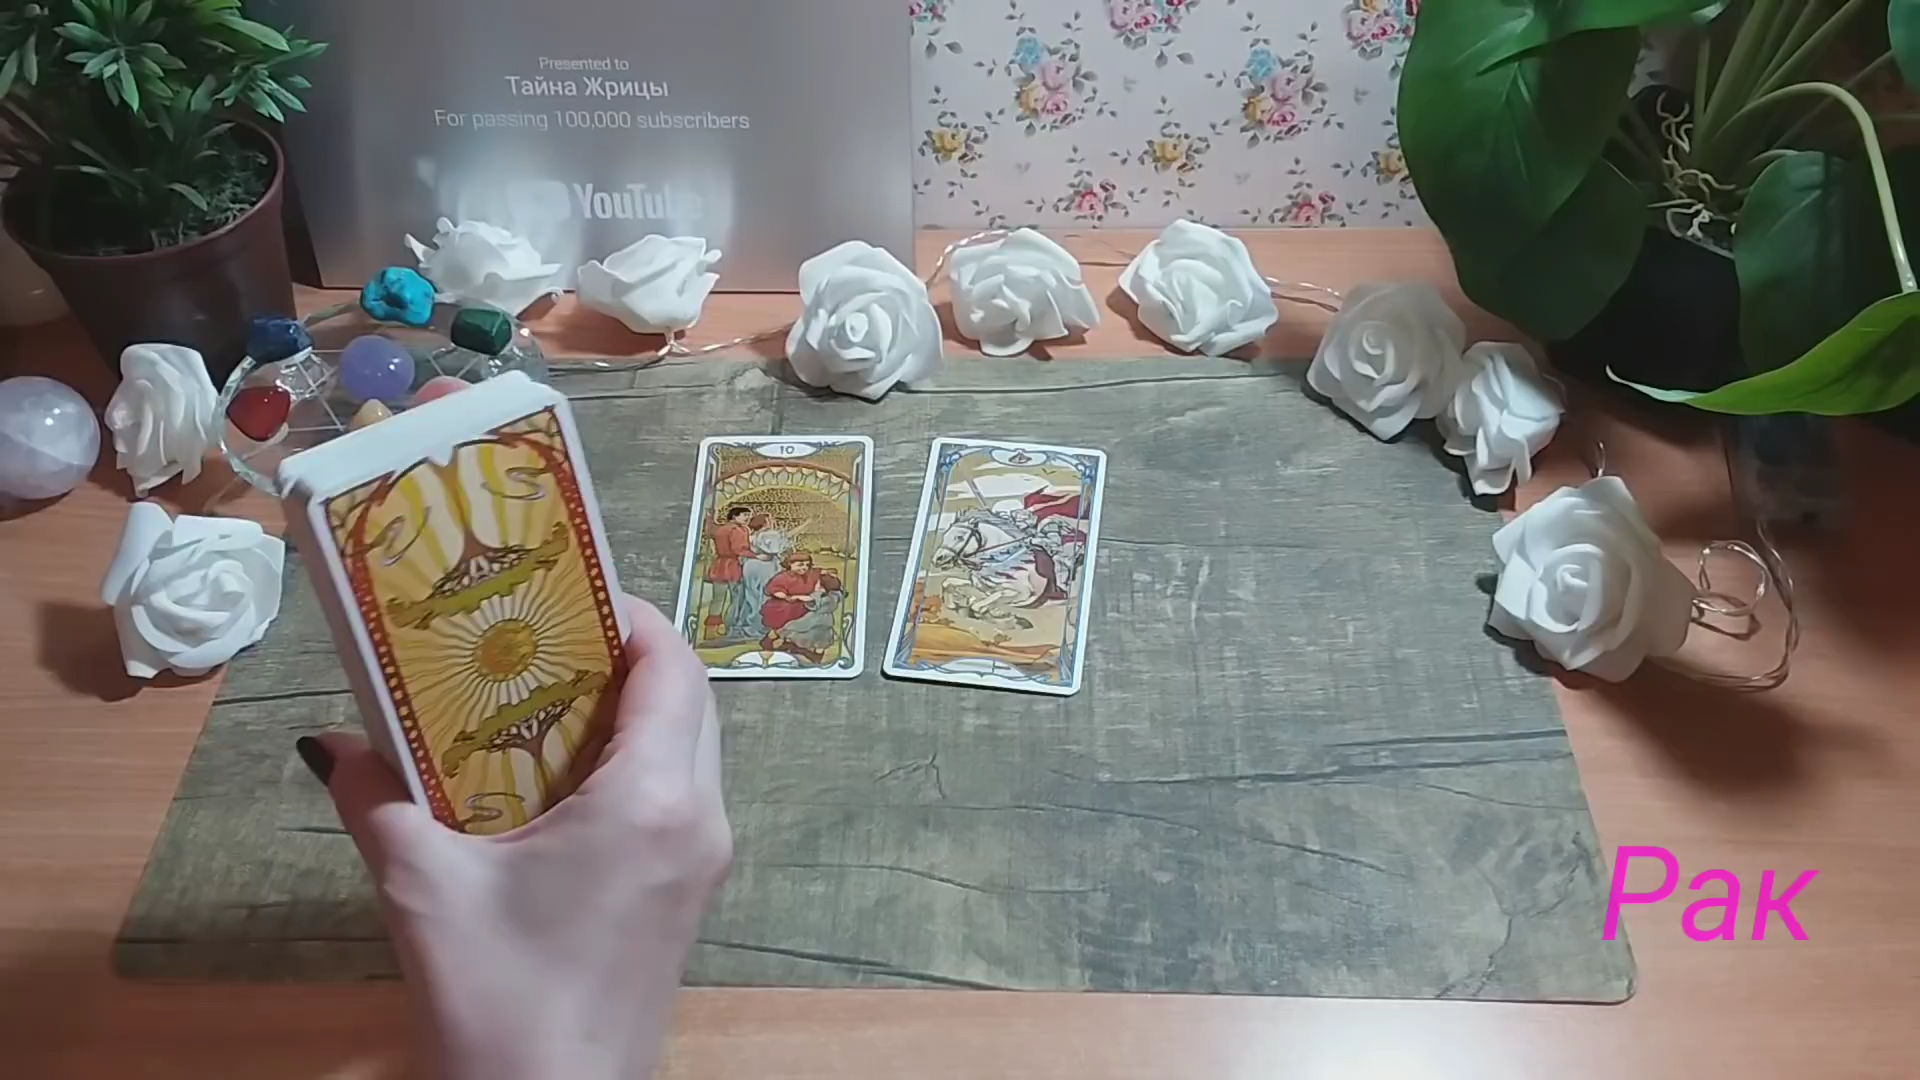 Presented to
Тайна Жрицы
For passing 100,000 subscribers
YouTube
10
Рак